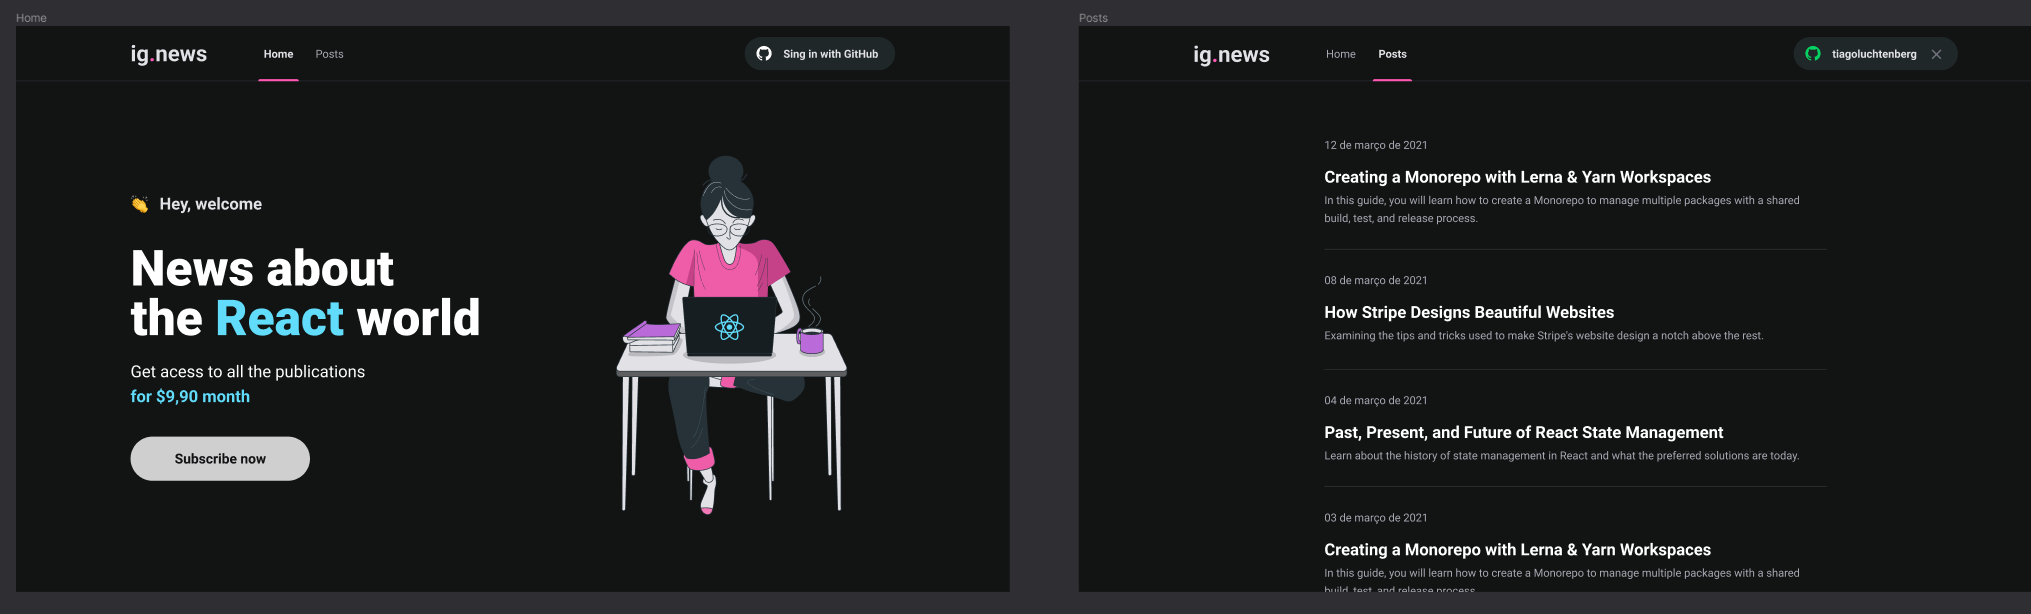 Home
ig.news
Home
Posts
Sing in with GitHub
👏 Hey, welcome
News about
the React world
Get acess to all the publications
for $9,90 month
Subscribe now
Posts
ig.news
Home
Posts
tiagoluchtenberg
12 de março de 2021
Creating a Monorepo with Lerna & Yarn Workspaces
In this guide, you will learn how to create a Monorepo to manage multiple packages with a shared
build, test, and release process.
08 de março de 2021
How Stripe Designs Beautiful Websites
Examining the tips and tricks used to make Stripe's website design a notch above the rest.
04 de março de 2021
Past, Present, and Future of React State Management
Learn about the history of state management in React and what the preferred solutions are today.
03 de março de 2021
Creating a Monorepo with Lerna & Yarn Workspaces
In this guide, you will learn how to create a Monorepo to manage multiple packages with a shared
build, test, and release process.